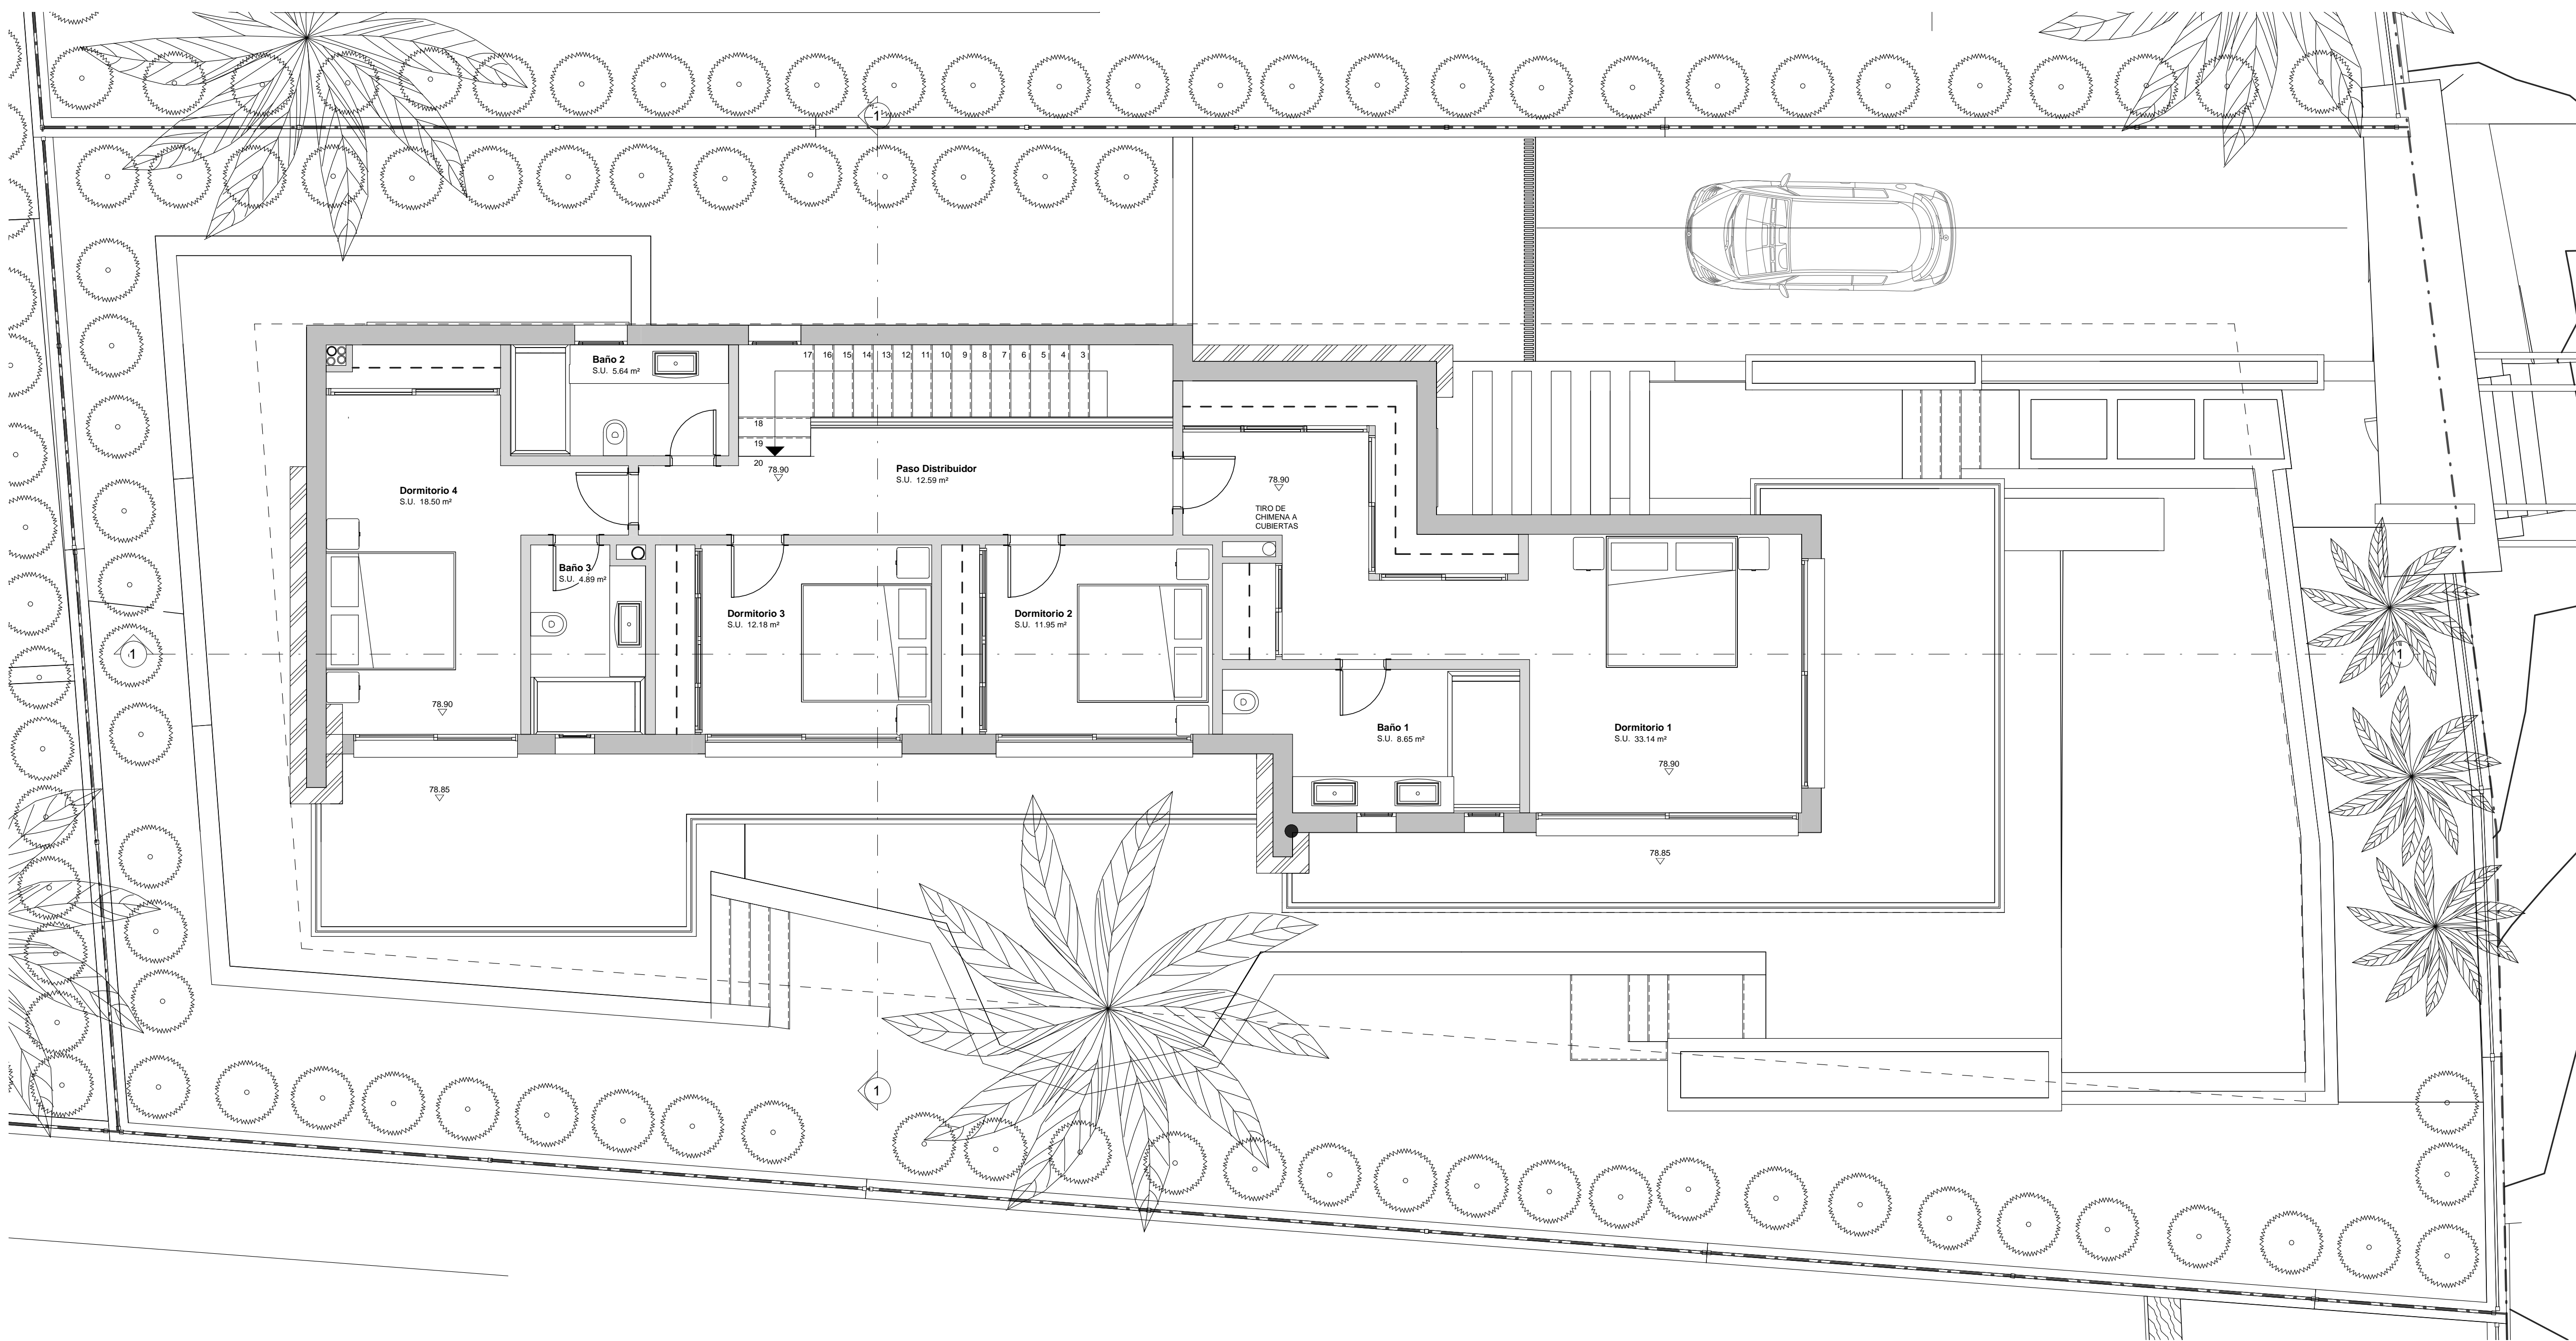 1
17 16 15 14 13 12 11 10 9 8 7 6 5 4 3
Baño 2
S.U. 5.64 m²
18
19
20
78.90
Paso Distribuidor
S.U. 12.59 m²
Dormitorio 4
S.U. 18.50 m²
78.90
TIRO DE
CHIMENA A
CUBIERTAS
Baño 3
S.U. 4.89 m²
Dormitorio 3
S.U. 12.18 m²
Dormitorio 2
S.U. 11.95 m²
1
1
78.90
Baño 1
S.U. 8.65 m²
Dormitorio 1
S.U. 33.14 m²
78.90
78.85
78.85
1